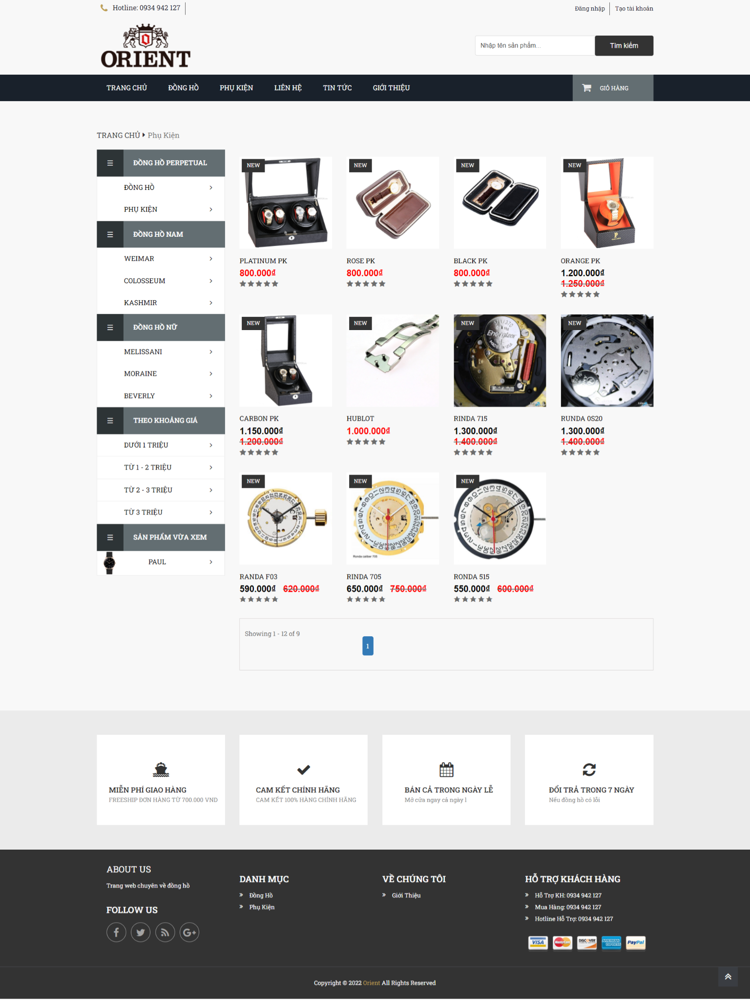 Hotline: 0934 942 127
Đăng nhập
Tạo tài khoản
ORIENT
Nhập tên sản phẩm...
Tìm kiếm
TRANG CHỦ
ĐỒNG HỒ
PHỤ KIỆN
LIÊN HỆ
TIN TỨC
GIỚI THIỆU
GIỎ HÀNG
TRANG CHỦ
Phụ Kiện
ĐỒNG HỒ PERPETUAL
ĐỒNG HỒ
PHỤ KIỆN
ĐỒNG HỒ NAM
WEIMAR
COLOSSEUM
KASHMIR
ĐỒNG HỒ NỮ
MELISSANI
MORAINE
BEVERLY
THEO KHOẢNG GIÁ
DƯỚI 1 TRIỆU
TỪ 1 - 2 TRIỆU
TỪ 2 - 3 TRIỆU
TỪ 3 TRIỆU
SẢN PHẨM VỪA XEM
PAUL
NEW
PLATINUM PK
800.000₫
NEW
ROSE PK
800.000₫
NEW
BLACK PK
800.000₫
NEW
P
ORANGE PK
1.200.000₫
1.250.000₫
NEW
CARBON PK
1.150.000₫
1.200.000₫
NEW
HUBLOT
1.000.000₫
NEW
Energizer
MADE IN USA
RINDA 715
1.300.000₫
1.400.000₫
NEW
RUNDA 0S20
1.300.000₫
1.400.000₫
NEW
RANDA F03
590.000₫ 620.000₫
NEW
Ronda caliber 705
RINDA 705
650.000₫ 750.000₫
NEW
RONDA 515
550.000₫ 600.000₫
Showing 1 - 12 of 9
1
MIỄN PHÍ GIAO HÀNG
FREESHIP ĐƠN HÀNG TỪ 700.000 VND
CAM KẾT CHÍNH HÃNG
CAM KẾT 100% HÀNG CHÍNH HÃNG
BÁN CẢ TRONG NGÀY LỄ
Mở cửa ngay cả ngày l
ĐỔI TRẢ TRONG 7 NGÀY
Nếu đồng hồ có lỗi
ABOUT US
Trang web chuyên về đồng hồ
FOLLOW US
DANH MỤC
Đồng Hồ
Phụ Kiện
VỀ CHÚNG TÔI
Giới Thiệu
HỖ TRỢ KHÁCH HÀNG
Hỗ Trợ KH: 0934 942 127
Mua Hàng: 0934 942 127
Hotline Hỗ Trợ: 0934 942 127
VISA
MasterCard
DISCOVER
AMERICAN EXPRESS
PayPal
Copyright © 2022 Orient All Rights Reserved